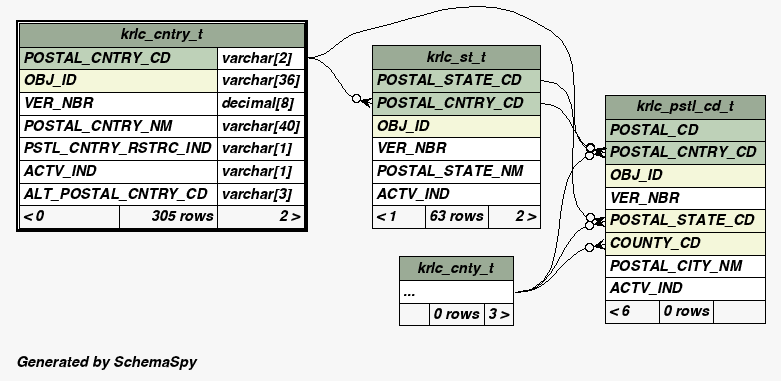 krlc_cntry_t
POSTAL_CNTRY_CD varchar[2]
OBJ_ID varchar[36]
VER_NBR decimal[8]
POSTAL_CNTRY_NM varchar[40]
PSTL_CNTRY_RSTRC_IND varchar[1]
ACTV_IND varchar[1]
ALT_POSTAL_CNTRY_CD varchar[3]
< 0 305 rows 2 >
krlc_st_t
POSTAL_STATE_CD
POSTAL_CNTRY_CD
OBJ_ID
VER_NBR
POSTAL_STATE_NM
ACTV_IND
< 1 63 rows 2 >
krlc_cnty_t
...
0 rows 3 >
krlc_pstl_cd_t
POSTAL_CD
POSTAL_CNTRY_CD
OBJ_ID
VER_NBR
POSTAL_STATE_CD
COUNTY_CD
POSTAL_CITY_NM
ACTV_IND
< 6 0 rows
Generated by SchemaSpy